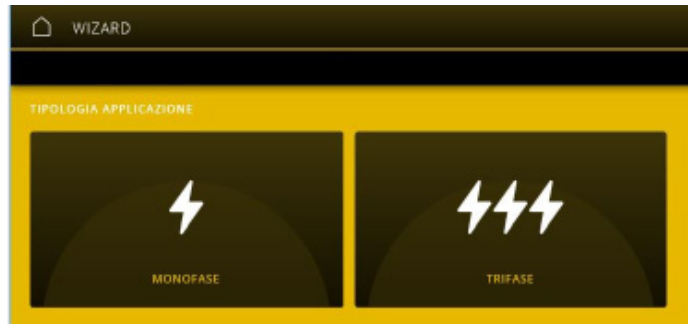 WIZARD
TIPOLOGIA APPLICAZIONE
MONOFASE
TRIFASE